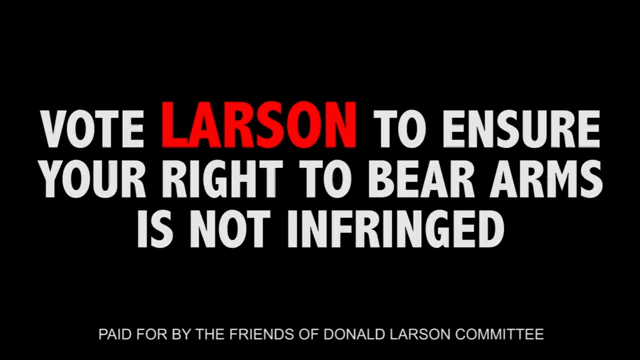 VOTE LARSON TO ENSURE
YOUR RIGHT TO BEAR ARMS
IS NOT INFRINGED
PAID FOR BY THE FRIENDS OF DONALD LARSON COMMITTEE